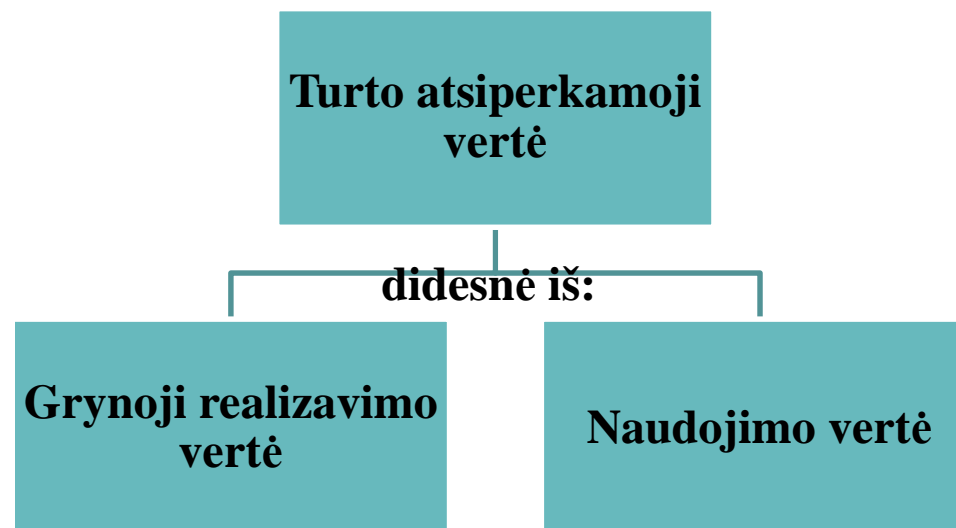 Turto atsiperkamoji
vertė
didesnė iš:
Grynoji realizavimo
vertė
Naudojimo vertė